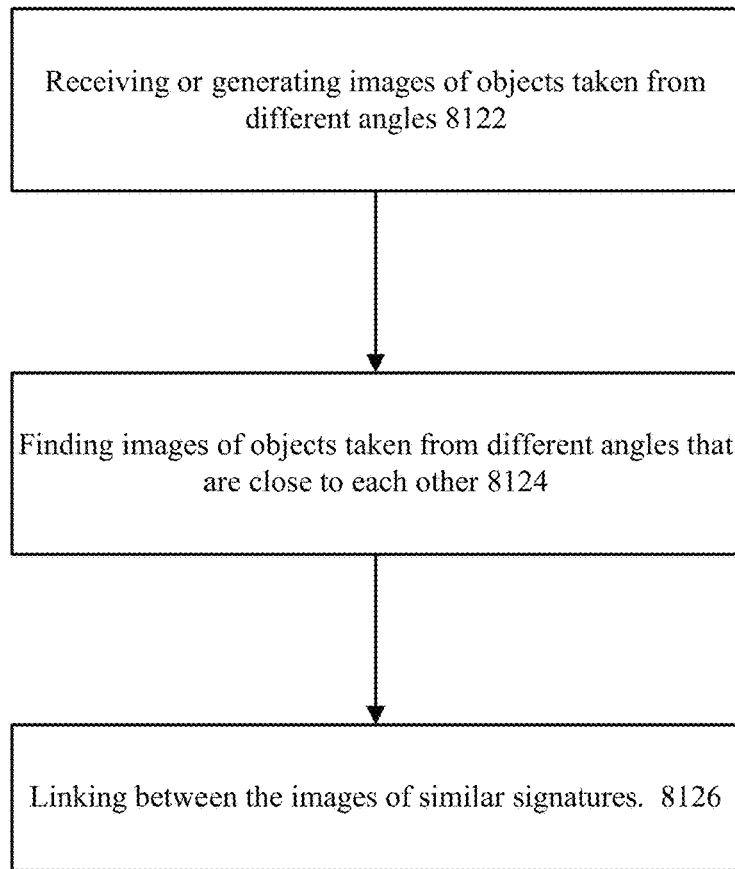 Receiving or generating images of objects taken from
different angles 8122
Finding images of objects taken from different angles that
are close to each other 8124
Linking between the images of similar signatures. 8126